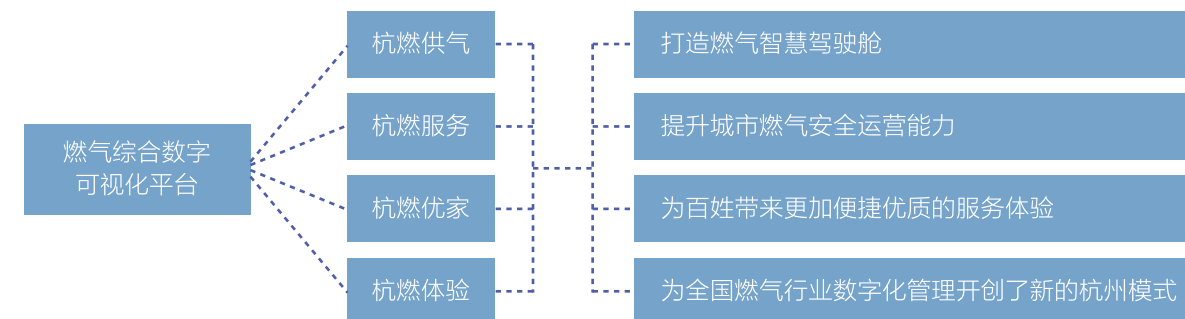 燃气综合数字
可视化平台
杭燃供气
杭燃服务
杭燃优家
杭燃体验
打造燃气智慧驾驶舱
提升城市燃气安全运营能力
为百姓带来更加便捷优质的服务体验
为全国燃气行业数字化管理开创了新的杭州模式